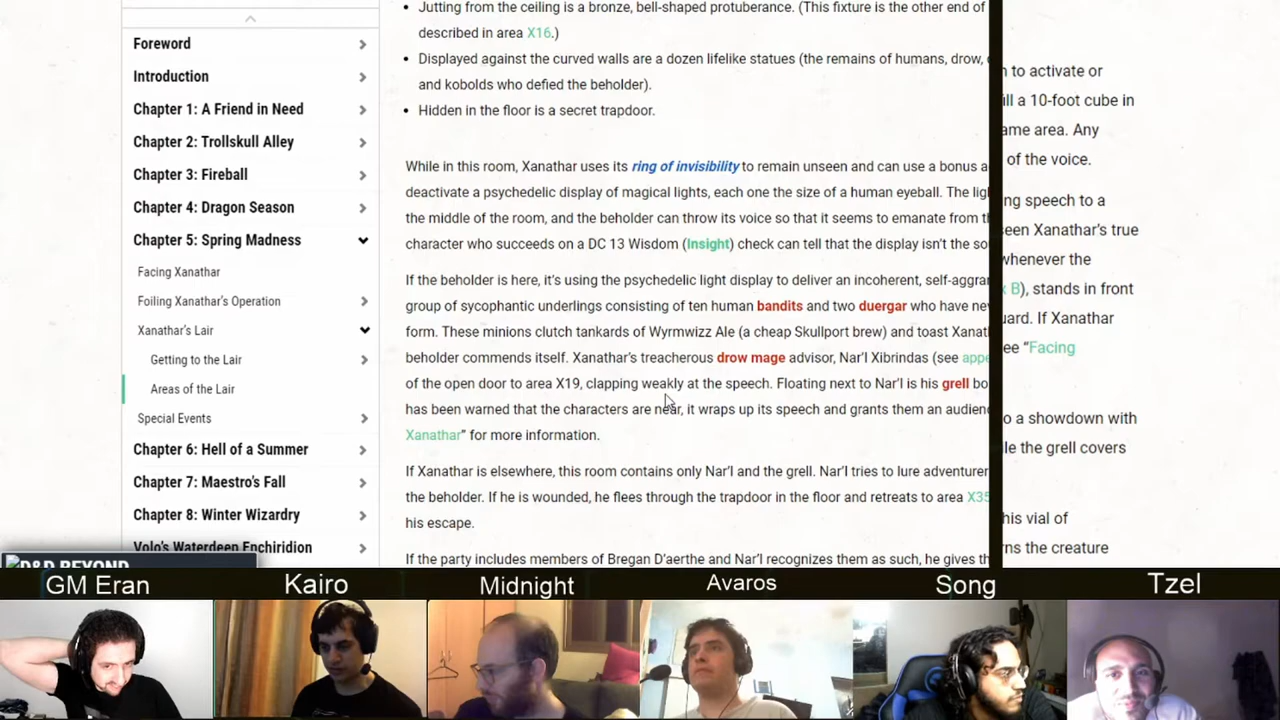 Foreword
Introduction
Chapter 1: A Friend in Need
Chapter 2: Trollskull Alley
Chapter 3: Fireball
Chapter 4: Dragon Season
Chapter 5: Spring Madness
Facing Xanathar
Foiling Xanathar's Operation
Xanathar's Lair
Getting to the Lair
Areas of the Lair
Special Events
Chapter 6: Hell of a Summer
Chapter 7: Maestro's Fall
Chapter 8: Winter Wizardry
Volo's Waterdeep Enchiridion
D&D BEYOND
• Jutting from the ceiling is a bronze, bell-shaped protuberance. (This fixture is the other end of
described in area X16.)
• Displayed against the curved walls are a dozen lifelike statues (the remains of humans, drow,
and kobolds who defied the beholder).
• Hidden in the floor is a secret trapdoor.
While in this room, Xanathar uses its ring of invisibility to remain unseen and can use a bonus a
deactivate a psychedelic display of magical lights, each one the size of a human eyeball. The lig
the middle of the room, and the beholder can throw its voice so that it seems to emanate from t
character who succeeds on a DC 13 Wisdom (Insight) check can tell that the display isn't the so
If the beholder is here, it's using the psychedelic light display to deliver an incoherent, self-aggra
group of sycophantic underlings consisting of ten human bandits and two duergar who have ne
form. These minions clutch tankards of Wyrmwizz Ale (a cheap Skullport brew) and toast Xanat
beholder commends itself. Xanathar's treacherous drow mage advisor, Nar'l Xibrindas (see appe
of the open door to area X19, clapping weakly at the speech. Floating next to Nar'l is his grell bo
has been warned that the characters are near, it wraps up its speech and grants them an audien
Xanathar" for more information.
If Xanathar is elsewhere, this room contains only Nar'l and the grell. Nar'l tries to lure adventurer
the beholder. If he is wounded, he flees through the trapdoor in the floor and retreats to area X35
his escape.
If the party includes members of Bregan D'aerthe and Nar'l recognizes them as such, he gives th
n to activate or
ill a 10-foot cube in
ame area. Any
of the voice.
ng speech to a
seen Xanathar's true
whenever the
x B), stands in front
uard. If Xanathar
ee "Facing
o a showdown with
le the grell covers
his vial of
rns the creature
GM Eran
Kairo
Midnight
Avaros
Song
Tzel